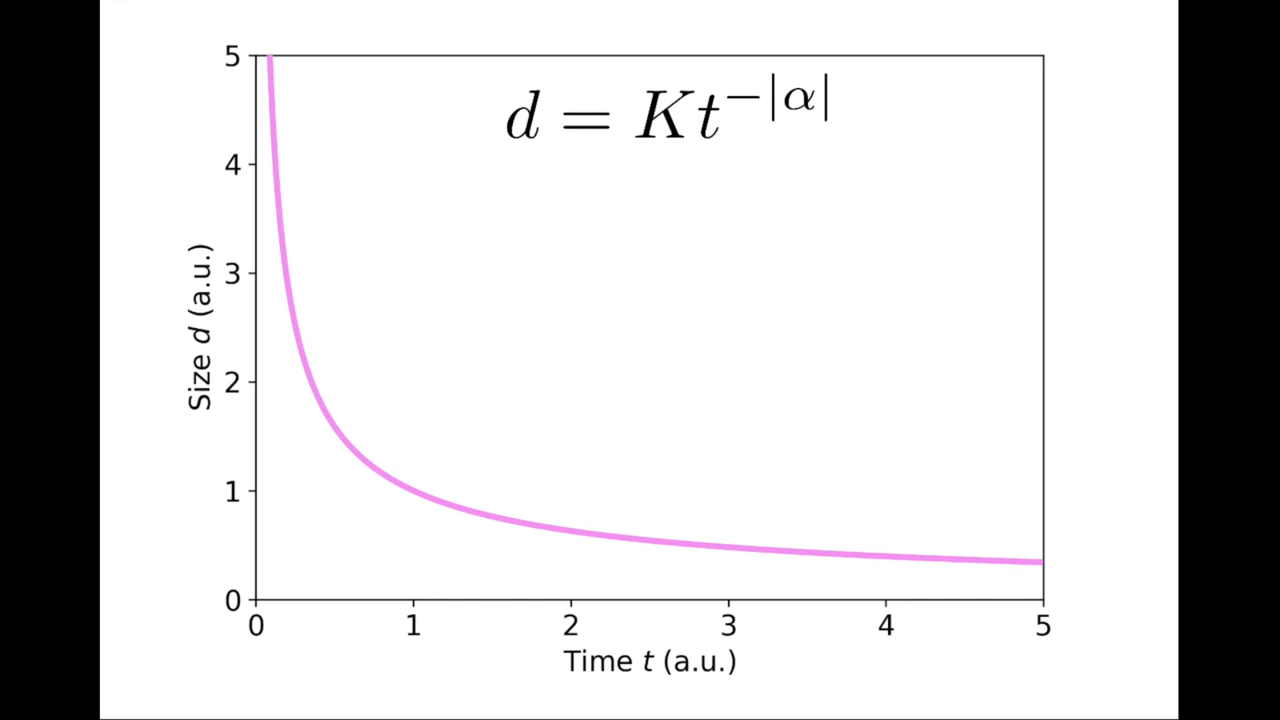 5
d = Kt^{-|α|}
4
3
2
1
0
Size d (a.u.)
0 1 2 3 4 5
Time t (a.u.)